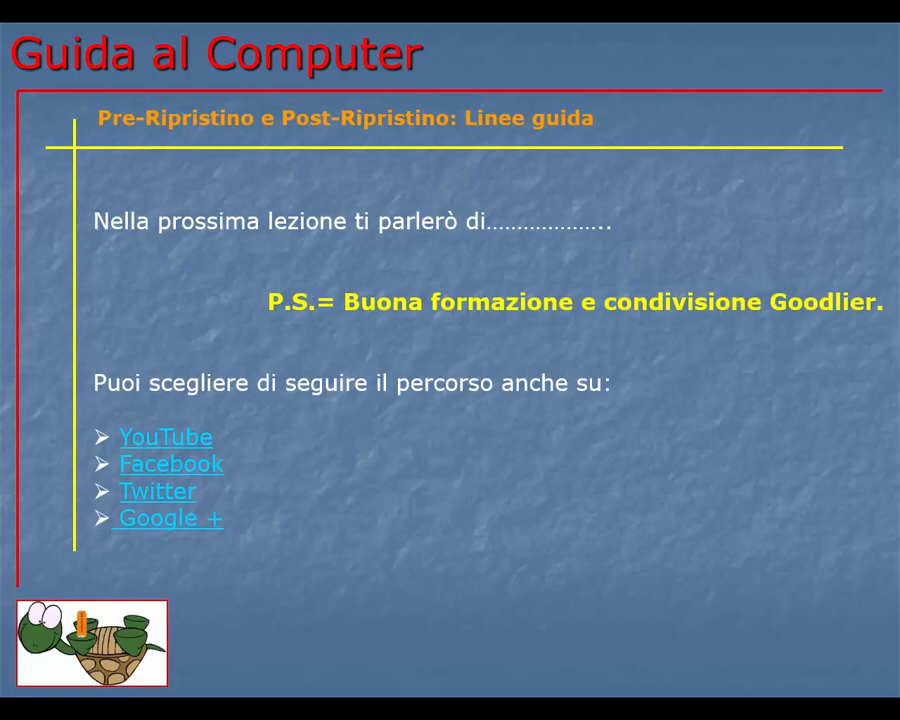 Guida al Computer
Pre-Ripristino e Post-Ripristino: Linee guida
Nella prossima lezione ti parlerò di………………..
P.S.= Buona formazione e condivisione Goodlier.
Puoi scegliere di seguire il percorso anche su:
➢ YouTube
➢ Facebook
➢ Twitter
➢ Google +